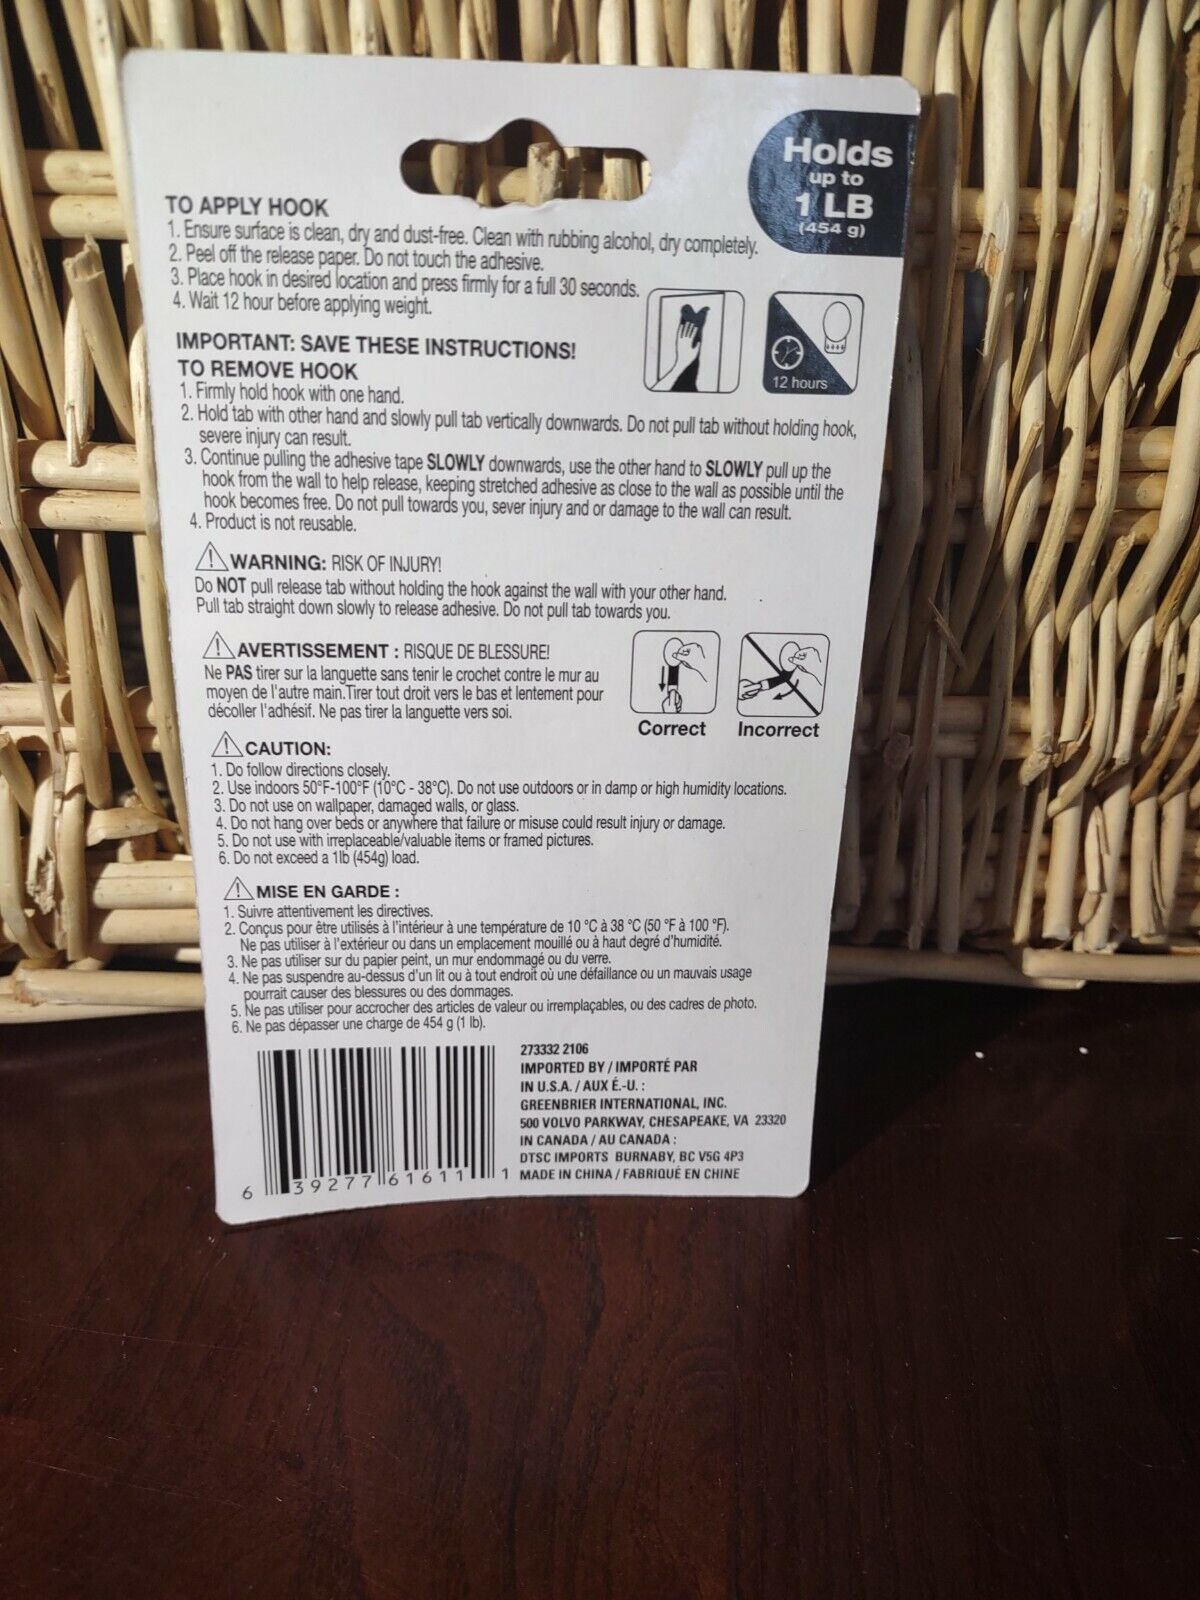 Holds
up to
1 LB
(454 g)
TO APPLY HOOK
1. Ensure surface is clean, dry and dust-free. Clean with rubbing alcohol, dry completely.
2. Peel off the release paper. Do not touch the adhesive.
3. Place hook in desired location and press firmly for a full 30 seconds.
4. Wait 12 hour before applying weight.
12 hours
IMPORTANT: SAVE THESE INSTRUCTIONS!
TO REMOVE HOOK
1. Firmly hold hook with one hand.
2. Hold tab with other hand and slowly pull tab vertically downwards. Do not pull tab without holding hook,
severe injury can result.
3. Continue pulling the adhesive tape SLOWLY downwards, use the other hand to SLOWLY pull up the
hook from the wall to help release, keeping stretched adhesive as close to the wall as possible until the
hook becomes free. Do not pull towards you, sever injury and or damage to the wall can result.
4. Product is not reusable.
WARNING: RISK OF INJURY!
Do NOT pull release tab without holding the hook against the wall with your other hand.
Pull tab straight down slowly to release adhesive. Do not pull tab towards you.
AVERTISSEMENT : RISQUE DE BLESSURE!
Ne PAS tirer sur la languette sans tenir le crochet contre le mur au
moyen de l'autre main.Tirer tout droit vers le bas et lentement pour
décoller l'adhésif. Ne pas tirer la languette vers soi.
Correct
Incorrect
CAUTION:
1. Do follow directions closely.
2. Use indoors 50°F-100°F (10°C - 38°C). Do not use outdoors or in damp or high humidity locations.
3. Do not use on wallpaper, damaged walls, or glass.
4. Do not hang over beds or anywhere that failure or misuse could result injury or damage.
5. Do not use with irreplaceable/valuable items or framed pictures.
6. Do not exceed a 1lb (454g) load.
MISE EN GARDE :
1. Suivre attentivement les directives.
2. Conçus pour être utilisés à l'intérieur à une température de 10 °C à 38 °C (50 °F à 100 °F).
Ne pas utiliser à l'extérieur ou dans un emplacement mouillé ou à haut degré d'humidité.
3. Ne pas utiliser sur du papier peint, un mur endommagé ou du verre.
4. Ne pas suspendre au-dessus d'un lit ou à tout endroit où une défaillance ou un mauvais usage
pourrait causer des blessures ou des dommages.
5. Ne pas utiliser pour accrocher des articles de valeur ou irremplaçables, ou des cadres de photo.
6. Ne pas dépasser une charge de 454 g (1 lb).
6 39277 61611 1
273332 2106
IMPORTED BY / IMPORTÉ PAR
IN U.S.A. / AUX É.-U. :
GREENBRIER INTERNATIONAL, INC.
500 VOLVO PARKWAY, CHESAPEAKE, VA 23320
IN CANADA / AU CANADA :
DTSC IMPORTS BURNABY, BC V5G 4P3
MADE IN CHINA / FABRIQUÉ EN CHINE